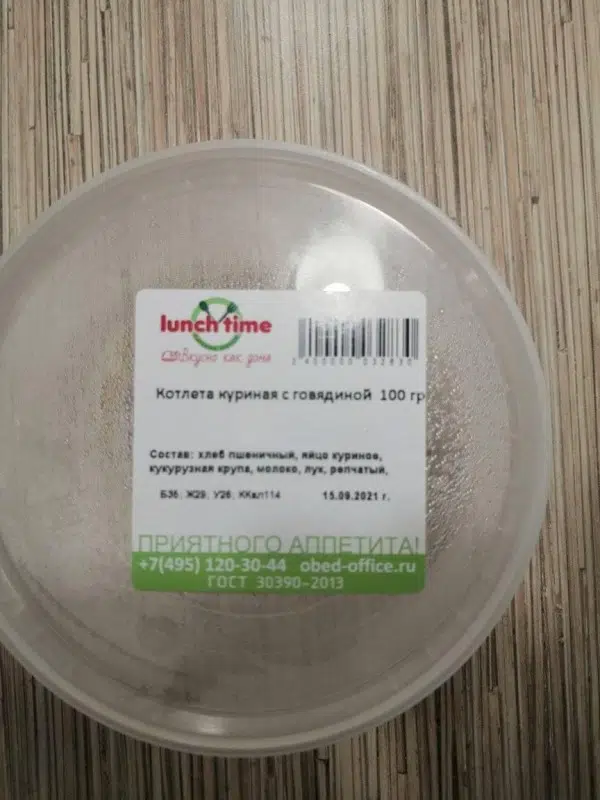 lunch time
Вкусно как дома
Котлета куриная с говядиной 100 гр
Состав: хлеб пшеничный, яйцо куриное,
кукурузная крупа, молоко, лук, репчатый,
Б36, Ж29, У26, ККал114 15.09.2021 г.
ПРИЯТНОГО АППЕТИТА!
+7(495) 120-30-44 obed-office.ru
ГОСТ 30390-2013